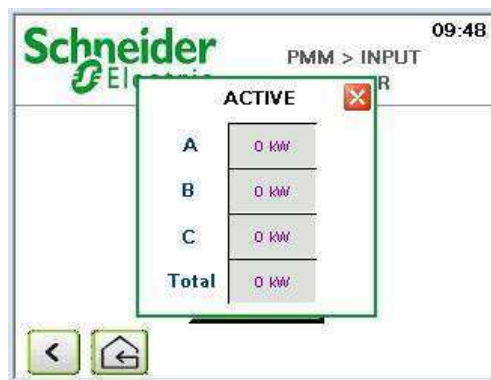 09:48
Schneider
PMM > INPUT
ACTIVE
A 0 kW
B 0 kW
C 0 kW
Total 0 kW